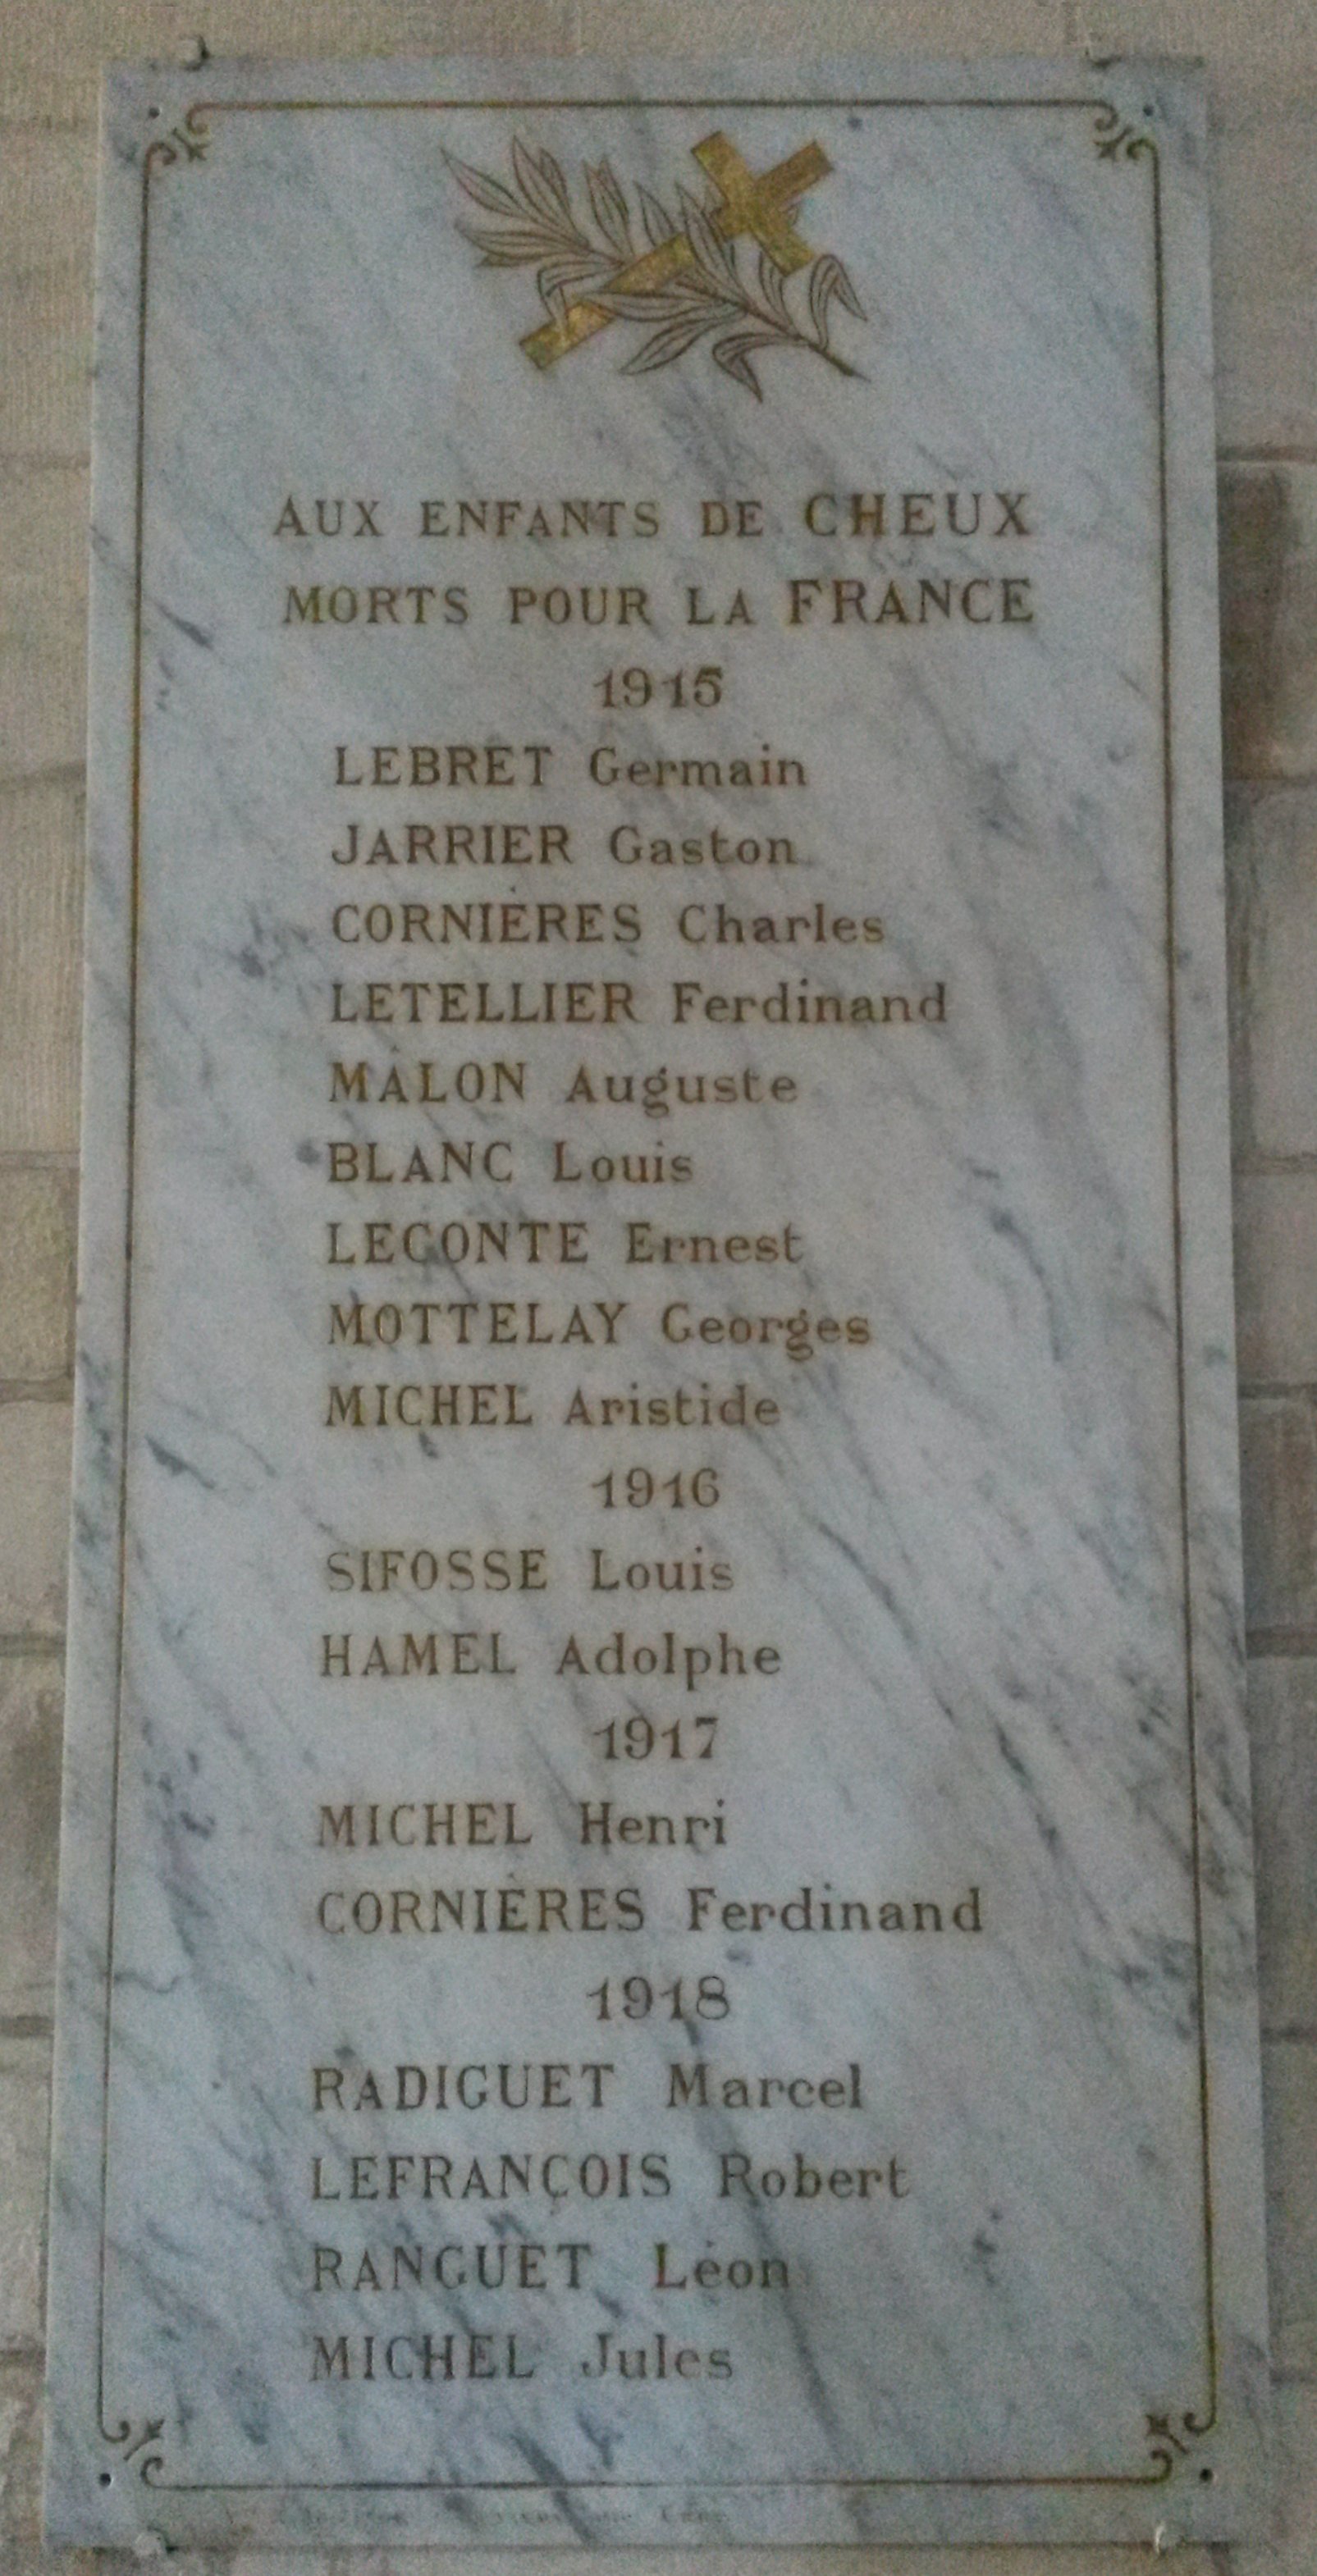 AUX ENFANTS DE CHEUX
MORTS POUR LA FRANCE
1915
LEBRET Germain
JARRIER Gaston
CORNIÈRES Charles
LETELLIER Ferdinand
MALON Auguste
BLANC Louis
LECONTE Ernest
MOTTELAY Georges
MICHEL Aristide
1916
SIFOSSE Louis
HAMEL Adolphe
1917
MICHEL Henri
CORNIÈRES Ferdinand
1918
RADIGUET Marcel
LEFRANÇOIS Robert
RANGUET Léon
MICHEL Jules